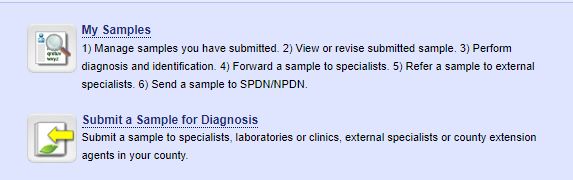 My Samples
1) Manage samples you have submitted. 2) View or revise submitted sample. 3) Perform
diagnosis and identification. 4) Forward a sample to specialists. 5) Refer a sample to external
specialists. 6) Send a sample to SPDN/NPDN.
Submit a Sample for Diagnosis
Submit a sample to specialists, laboratories or clinics, external specialists or county extension
agents in your county.